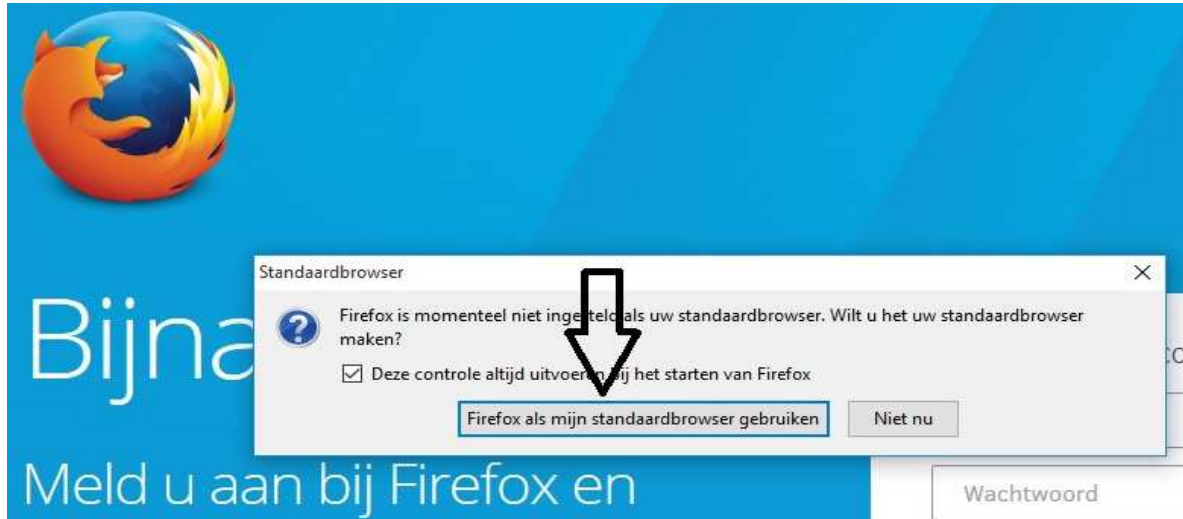 Standaardbrowser
Firefox is momenteel niet ingesteld als uw standaardbrowser. Wilt u het uw standaardbrowser
maken?
Deze controle altijd uitvoeren bij het starten van Firefox
Firefox als mijn standaardbrowser gebruiken
Niet nu
Bijna
Meld u aan bij Firefox en
Wachtwoord